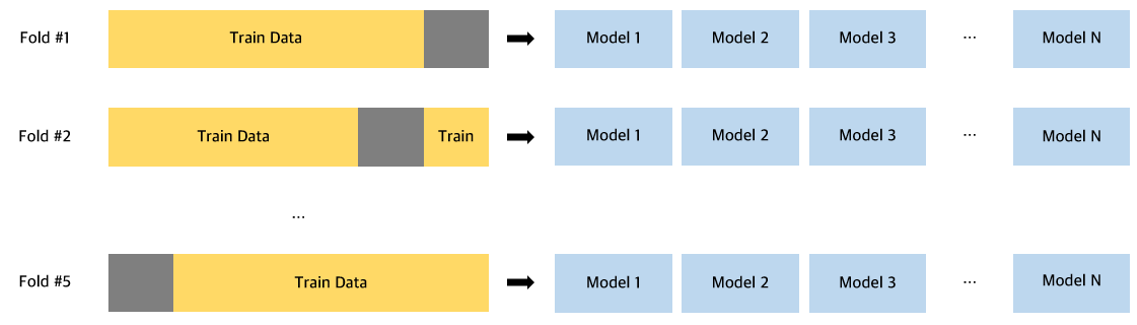 Fold #1 Train Data Model 1 Model 2 Model 3 ... Model N
Fold #2 Train Data Train Model 1 Model 2 Model 3 ... Model N
...
Fold #5 Train Data Model 1 Model 2 Model 3 ... Model N